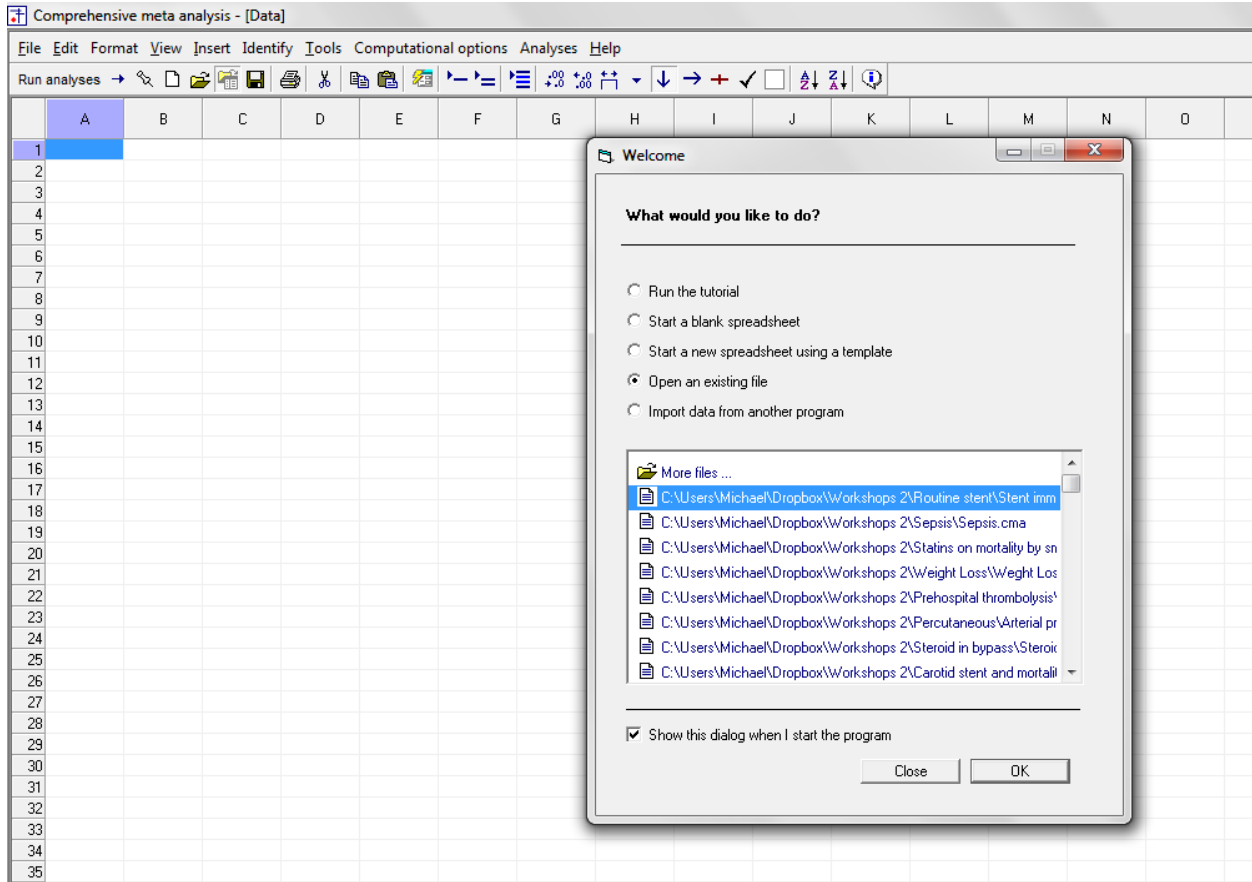 Comprehensive meta analysis - [Data]
File Edit Format View Insert Identify Tools Computational options Analyses Help
Run analyses
A B C D E F G H I J K L M N O
1
2
3
4
5
6
7
8
9
10
11
12
13
14
15
16
17
18
19
20
21
22
23
24
25
26
27
28
29
30
31
32
33
34
35
Welcome
What would you like to do?
Run the tutorial
Start a blank spreadsheet
Start a new spreadsheet using a template
Open an existing file
Import data from another program
More files ...
C:\Users\Michael\Dropbox\Workshops 2\Routine stent\Stent imm
C:\Users\Michael\Dropbox\Workshops 2\Sepsis\Sepsis.cma
C:\Users\Michael\Dropbox\Workshops 2\Statins on mortality by sn
C:\Users\Michael\Dropbox\Workshops 2\Weight Loss\Weght Los
C:\Users\Michael\Dropbox\Workshops 2\Prehospital thrombolysis\
C:\Users\Michael\Dropbox\Workshops 2\Percutaneous\Arterial pr
C:\Users\Michael\Dropbox\Workshops 2\Steroid in bypass\Steroid
C:\Users\Michael\Dropbox\Workshops 2\Carotid stent and mortalit
Show this dialog when I start the program
Close OK